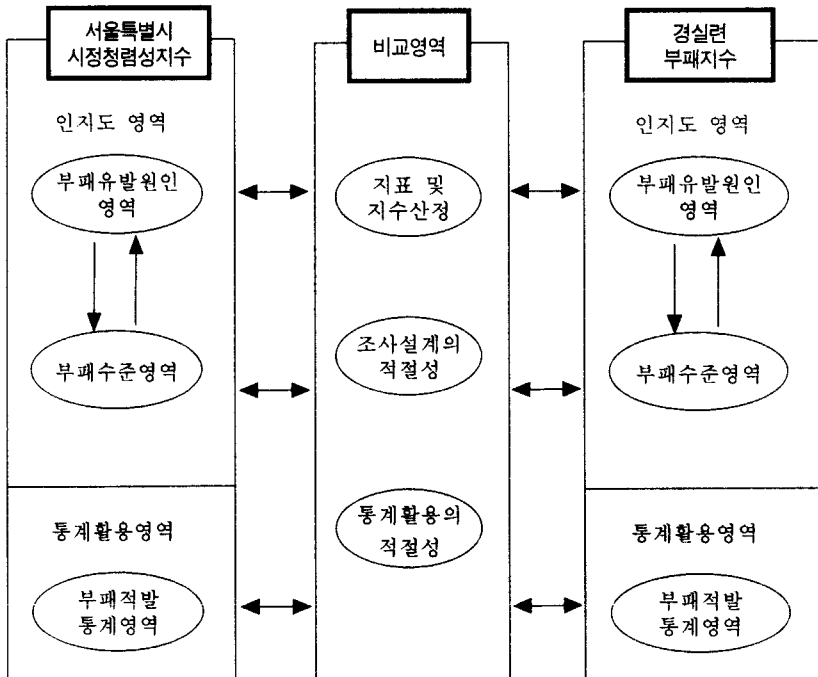 서울특별시
시정청렴성지수
인지도 영역
부패유발원인
영역
부패수준영역
통계활용영역
부패적발
통계영역
비교영역
지표 및
지수산정
조사설계의
적절성
통계활용의
적절성
경실련
부패지수
인지도 영역
부패유발원인
영역
부패수준영역
통계활용영역
부패적발
통계영역